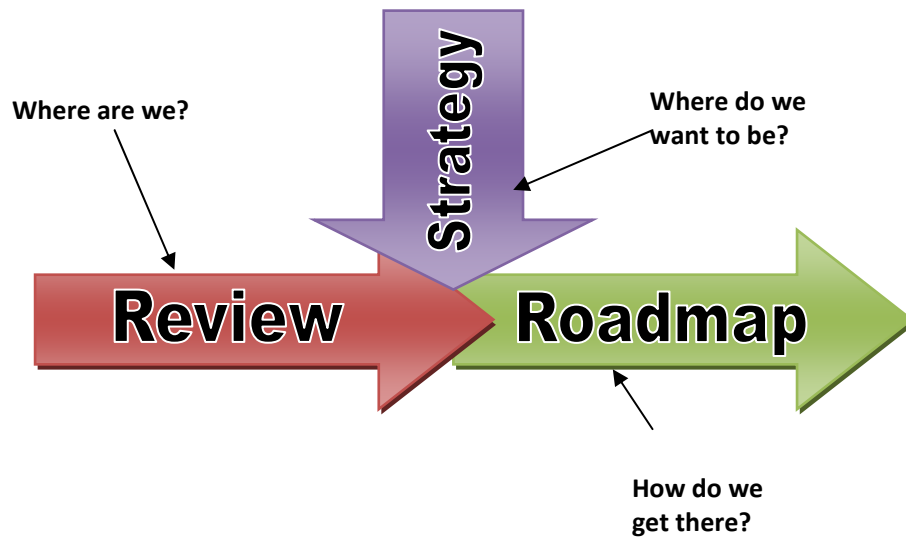 Strategy
Where are we?
Where do we
want to be?
Review
Roadmap
How do we
get there?